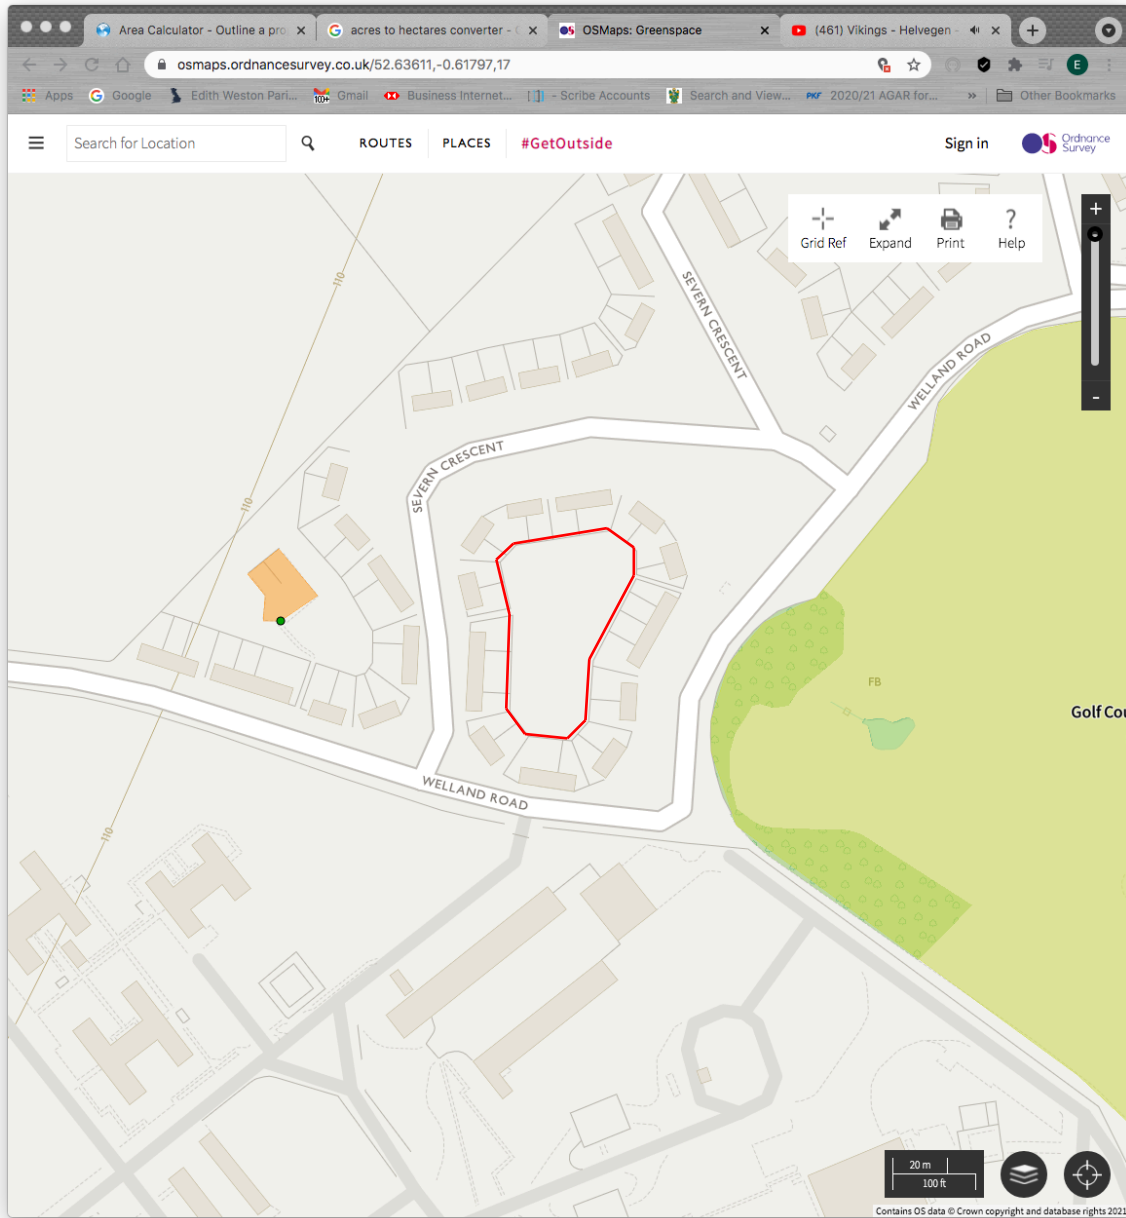 Area Calculator - Outline a pro
acres to hectares converter -
OSMaps: Greenspace
(461) Vikings - Helvegen -
osmaps.ordnancesurvey.co.uk/52.63611,-0.61797,17
E
Apps
Google
Edith Weston Pari...
100+
Gmail
Business Internet...
- Scribe Accounts
Search and View...
PKF
2020/21 AGAR for...
»
Other Bookmarks
Search for Location
ROUTES
PLACES
#GetOutside
Sign in
OS
Ordnance
Survey
Grid Ref
Expand
Print
?
Help
+
-
110
SEVERN CRESCENT
WELLAND ROAD
SEVERN CRESCENT
110
FB
Golf Cou
WELLAND ROAD
110
20 m
100 ft
Contains OS data © Crown copyright and database rights 2021